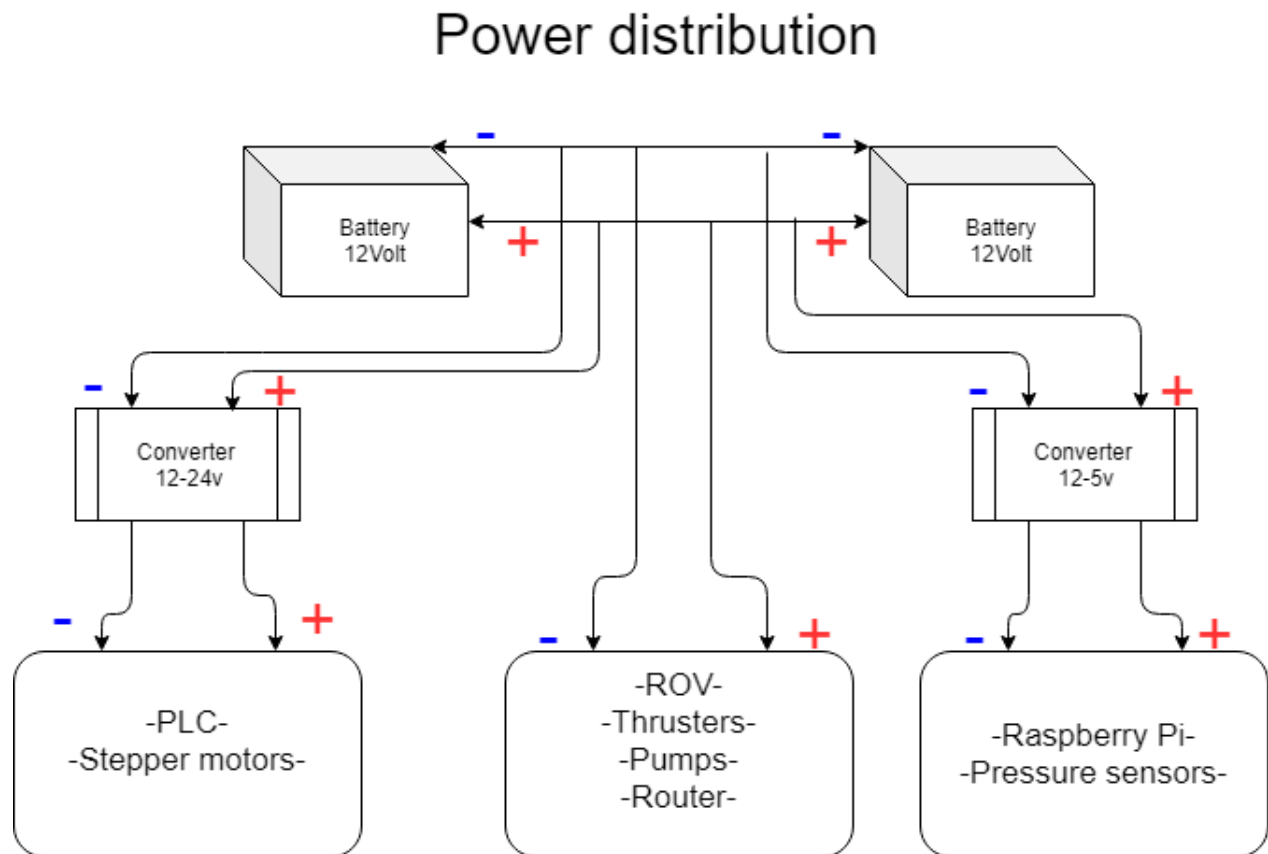 Power distribution
- -
Battery
12Volt
Battery
12Volt
+ +
- +
- +
Converter
12-24v
Converter
12-5v
- +
- +
- +
-PLC-
-Stepper motors-
-ROV-
-Thrusters-
-Pumps-
-Router-
-Raspberry Pi-
-Pressure sensors-